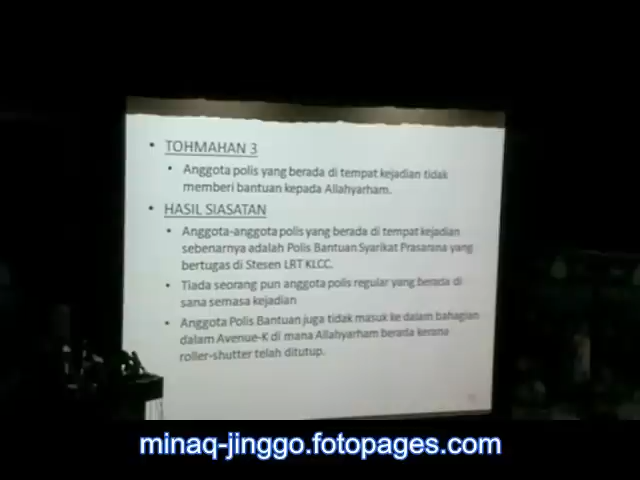 • TOHMAHAN 3
• Anggota polis yang berada di tempat kejadian tidak
memberi bantuan kepada Allahyarham.
• HASIL SIASATAN
• Anggota-anggota polis yang berada di tempat kejadian
sebenarnya adalah Polis Bantuan Syarikat Prasarana yang
bertugas di Stesen LRT KLCC.
• Tiada seorang pun anggota polis regular yang berada di
sana semasa kejadian
• Anggota Polis Bantuan juga tidak masuk ke dalam bahagian
dalam Avenue-K di mana Allahyarham berada kerana
roller-shutter telah ditutup.
minaq-jinggo.fotopages.com